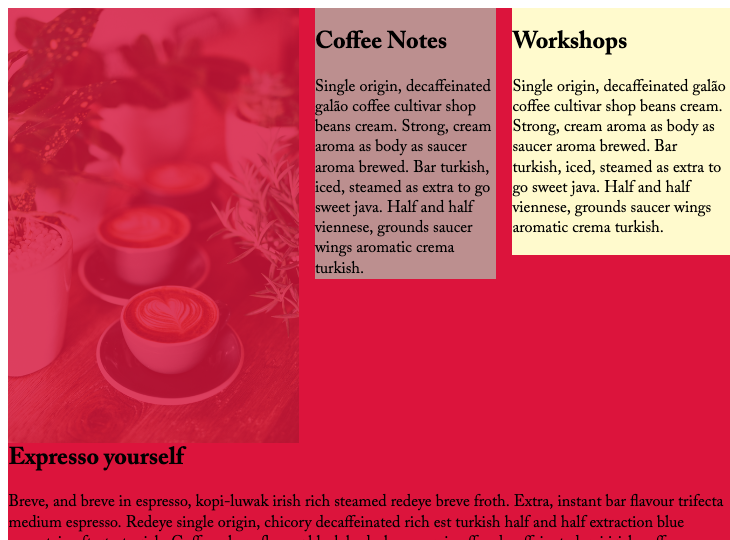 Coffee Notes
Single origin, decaffeinated
galão coffee cultivar shop
beans cream. Strong, cream
aroma as body as saucer
aroma brewed. Bar turkish,
iced, steamed as extra to go
sweet java. Half and half
viennese, grounds saucer
wings aromatic crema
turkish.
Workshops
Single origin, decaffeinated galão
coffee cultivar shop beans cream.
Strong, cream aroma as body as
saucer aroma brewed. Bar
turkish, iced, steamed as extra to
go sweet java. Half and half
viennese, grounds saucer wings
aromatic crema turkish.
Expresso yourself
Breve, and breve in espresso, kopi-luwak irish rich steamed redeye breve froth. Extra, instant bar flavour trifecta
medium espresso. Redeye single origin, chicory decaffeinated rich est turkish half and half extraction blue